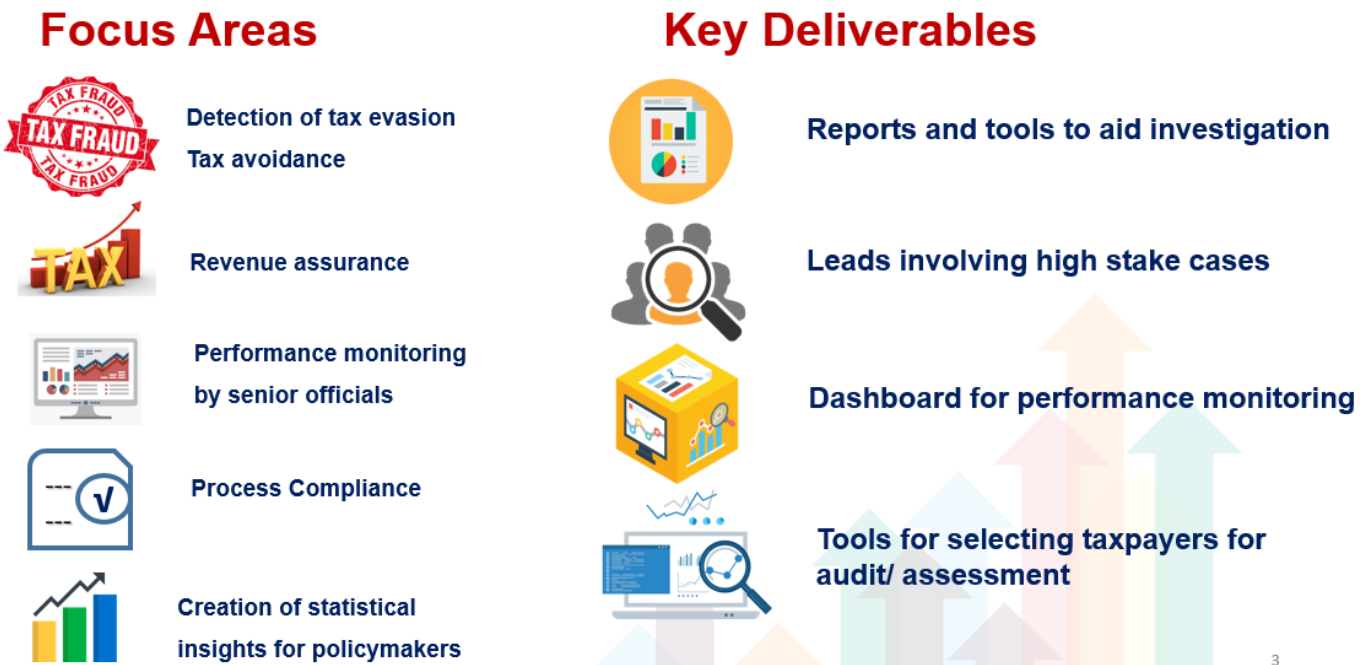 Focus Areas
TAX FRAUD
TAX FRAUD
TAX FRAUD
Detection of tax evasion
Tax avoidance
TAX
Revenue assurance
Performance monitoring
by senior officials
√
Process Compliance
Creation of statistical
insights for policymakers
Key Deliverables
Reports and tools to aid investigation
Leads involving high stake cases
Dashboard for performance monitoring
Tools for selecting taxpayers for
audit/ assessment
3